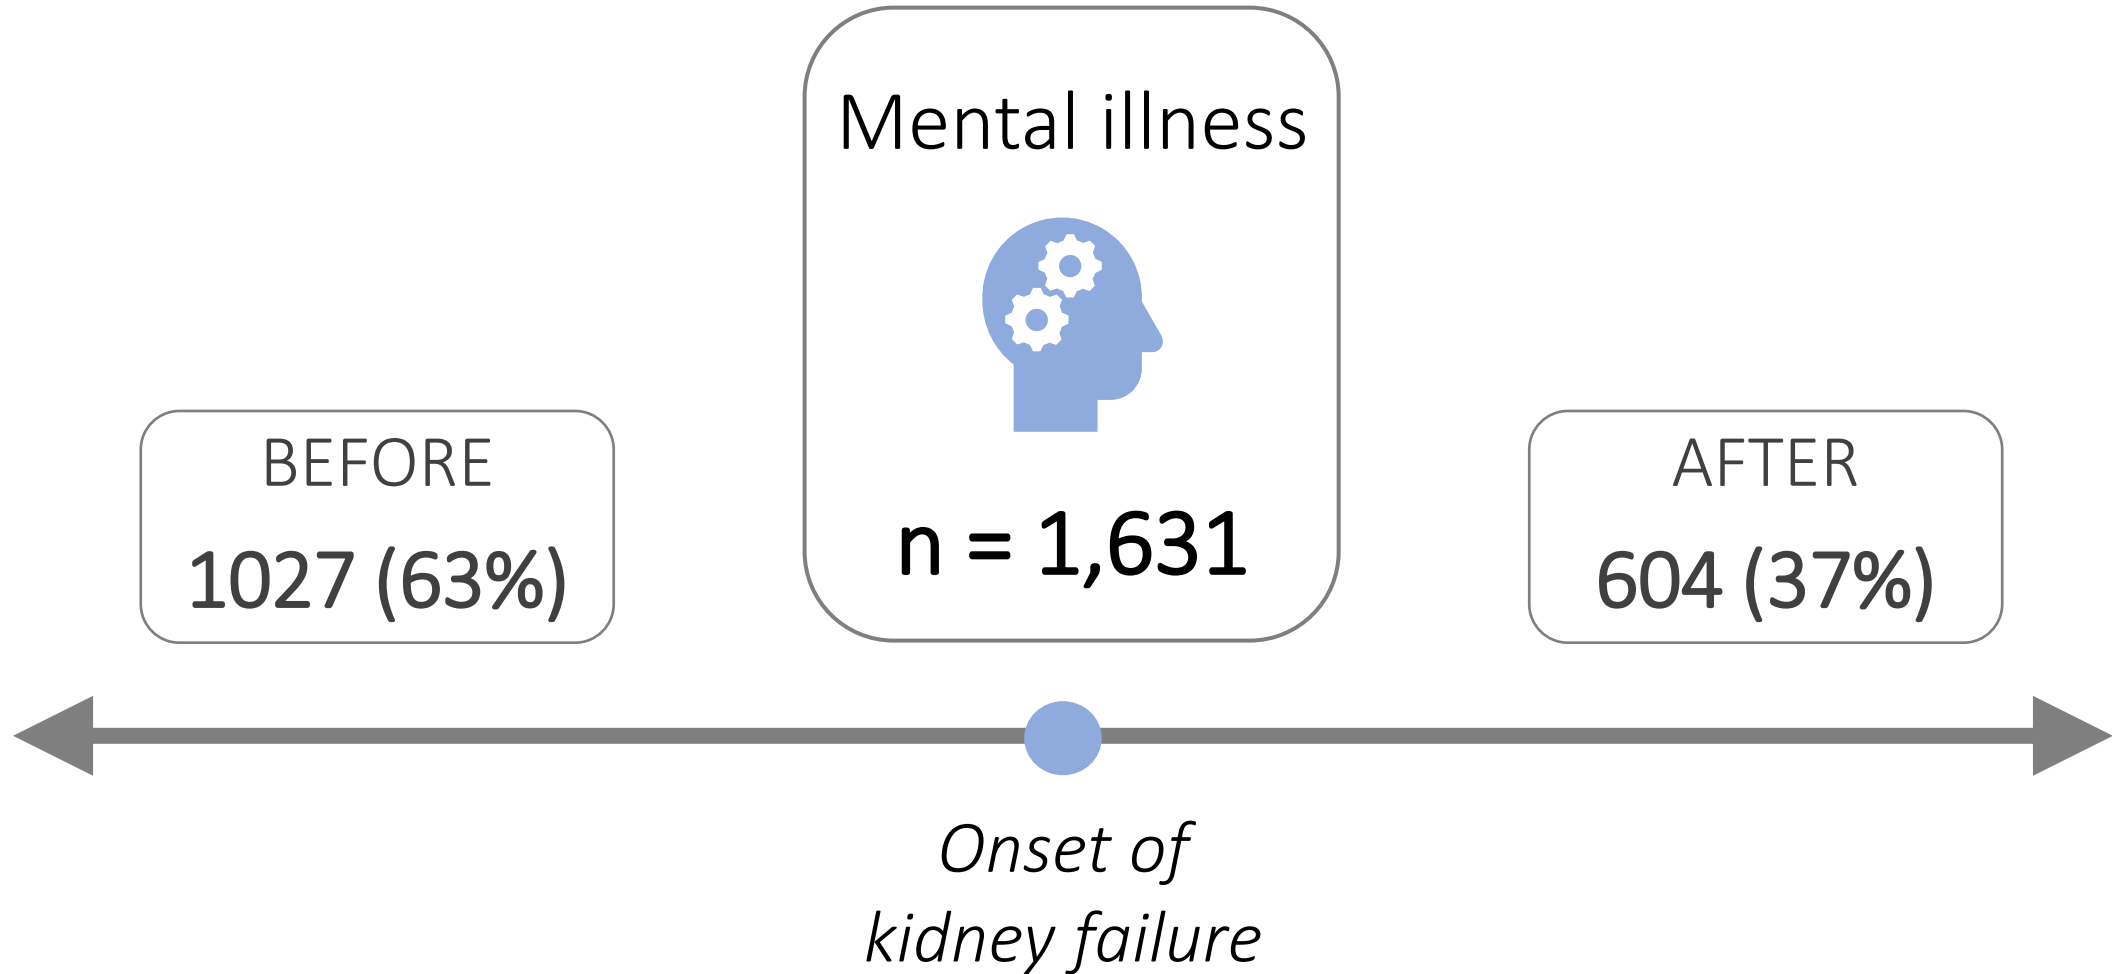 Mental illness
n = 1,631
BEFORE
1027 (63%)
AFTER
604 (37%)
Onset of
kidney failure